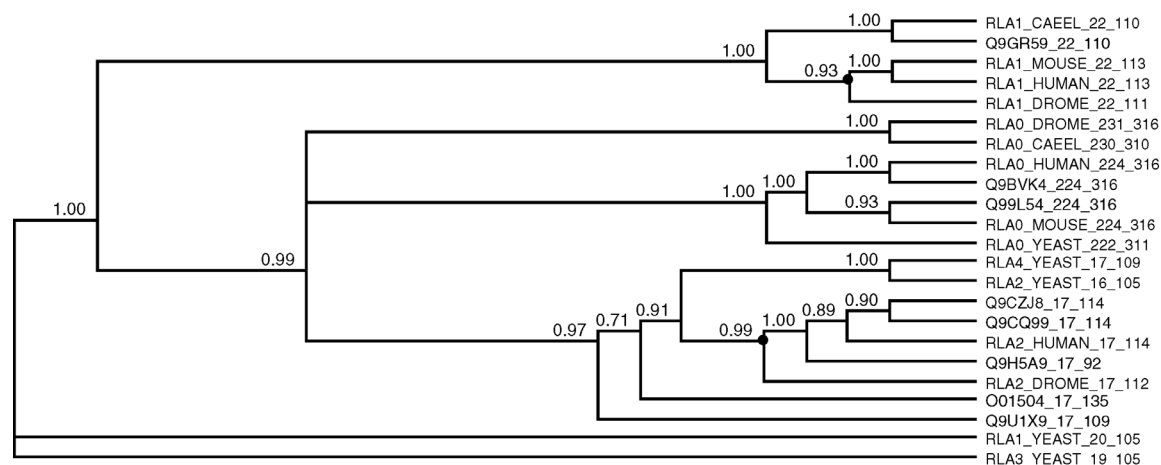 1.00 RLA1_CAEEL_22_110
1.00 Q9GR59_22_110
0.93 1.00 RLA1_MOUSE_22_113
RLA1_HUMAN_22_113
RLA1_DROME_22_111
1.00 RLA0_DROME_231_316
RLA0_CAEEL_230_310
1.00 RLA0_HUMAN_224_316
1.00 1.00 Q9BVK4_224_316
1.00 0.93 Q99L54_224_316
RLA0_MOUSE_224_316
RLA0_YEAST_222_311
0.99 1.00 RLA4_YEAST_17_109
RLA2_YEAST_16_105
0.89 0.90 Q9CZJ8_17_114
0.97 0.71 0.91 0.99 1.00 Q9CQ99_17_114
RLA2_HUMAN_17_114
Q9H5A9_17_92
RLA2_DROME_17_112
O01504_17_135
Q9U1X9_17_109
RLA1_YEAST_20_105
RLA3_YEAST_19_105